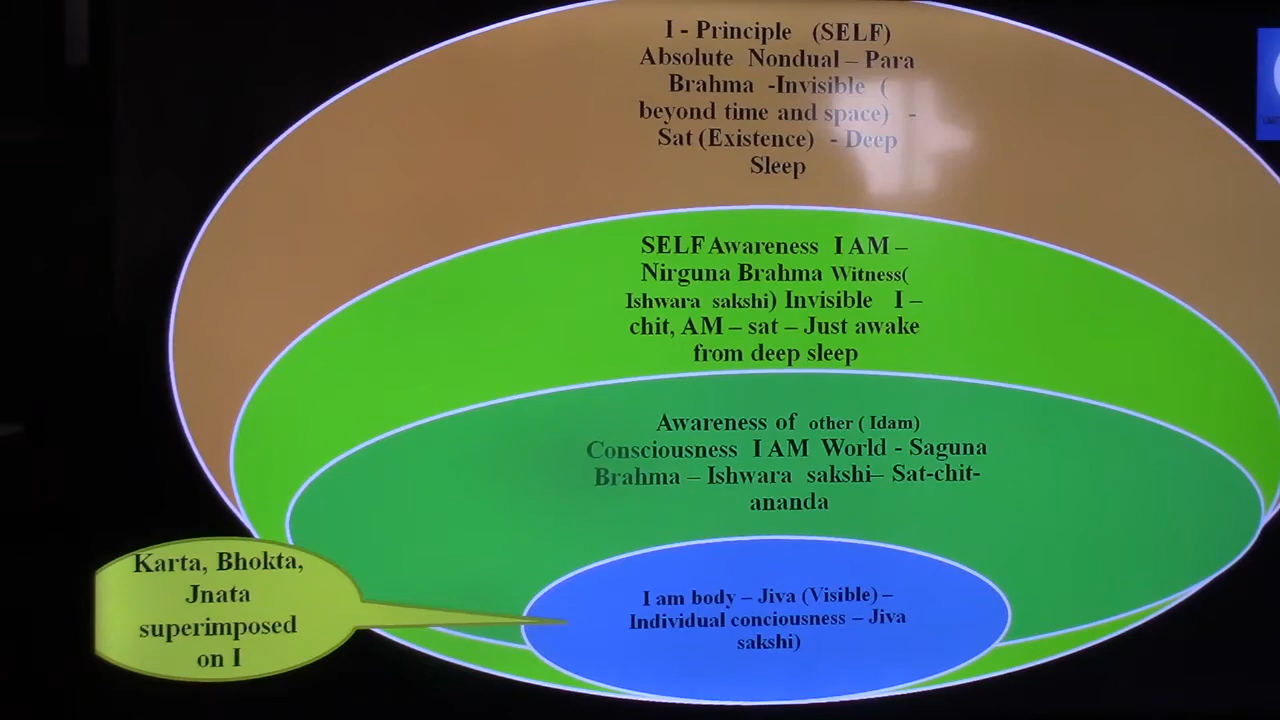 I - Principle (SELF)
Absolute Nondual – Para
Brahma -Invisible (
beyond time and space) -
Sat (Existence) - Deep
Sleep
SELF Awareness I AM –
Nirguna Brahma Witness(
Ishwara sakshi) Invisible I –
chit, AM – sat – Just awake
from deep sleep
Awareness of other ( Idam)
Consciousness I AM World - Saguna
Brahma – Ishwara sakshi– Sat-chit-
ananda
Karta, Bhokta,
Jnata
superimposed
on I
I am body – Jiva (Visible) –
Individual conciousness – Jiva
sakshi)